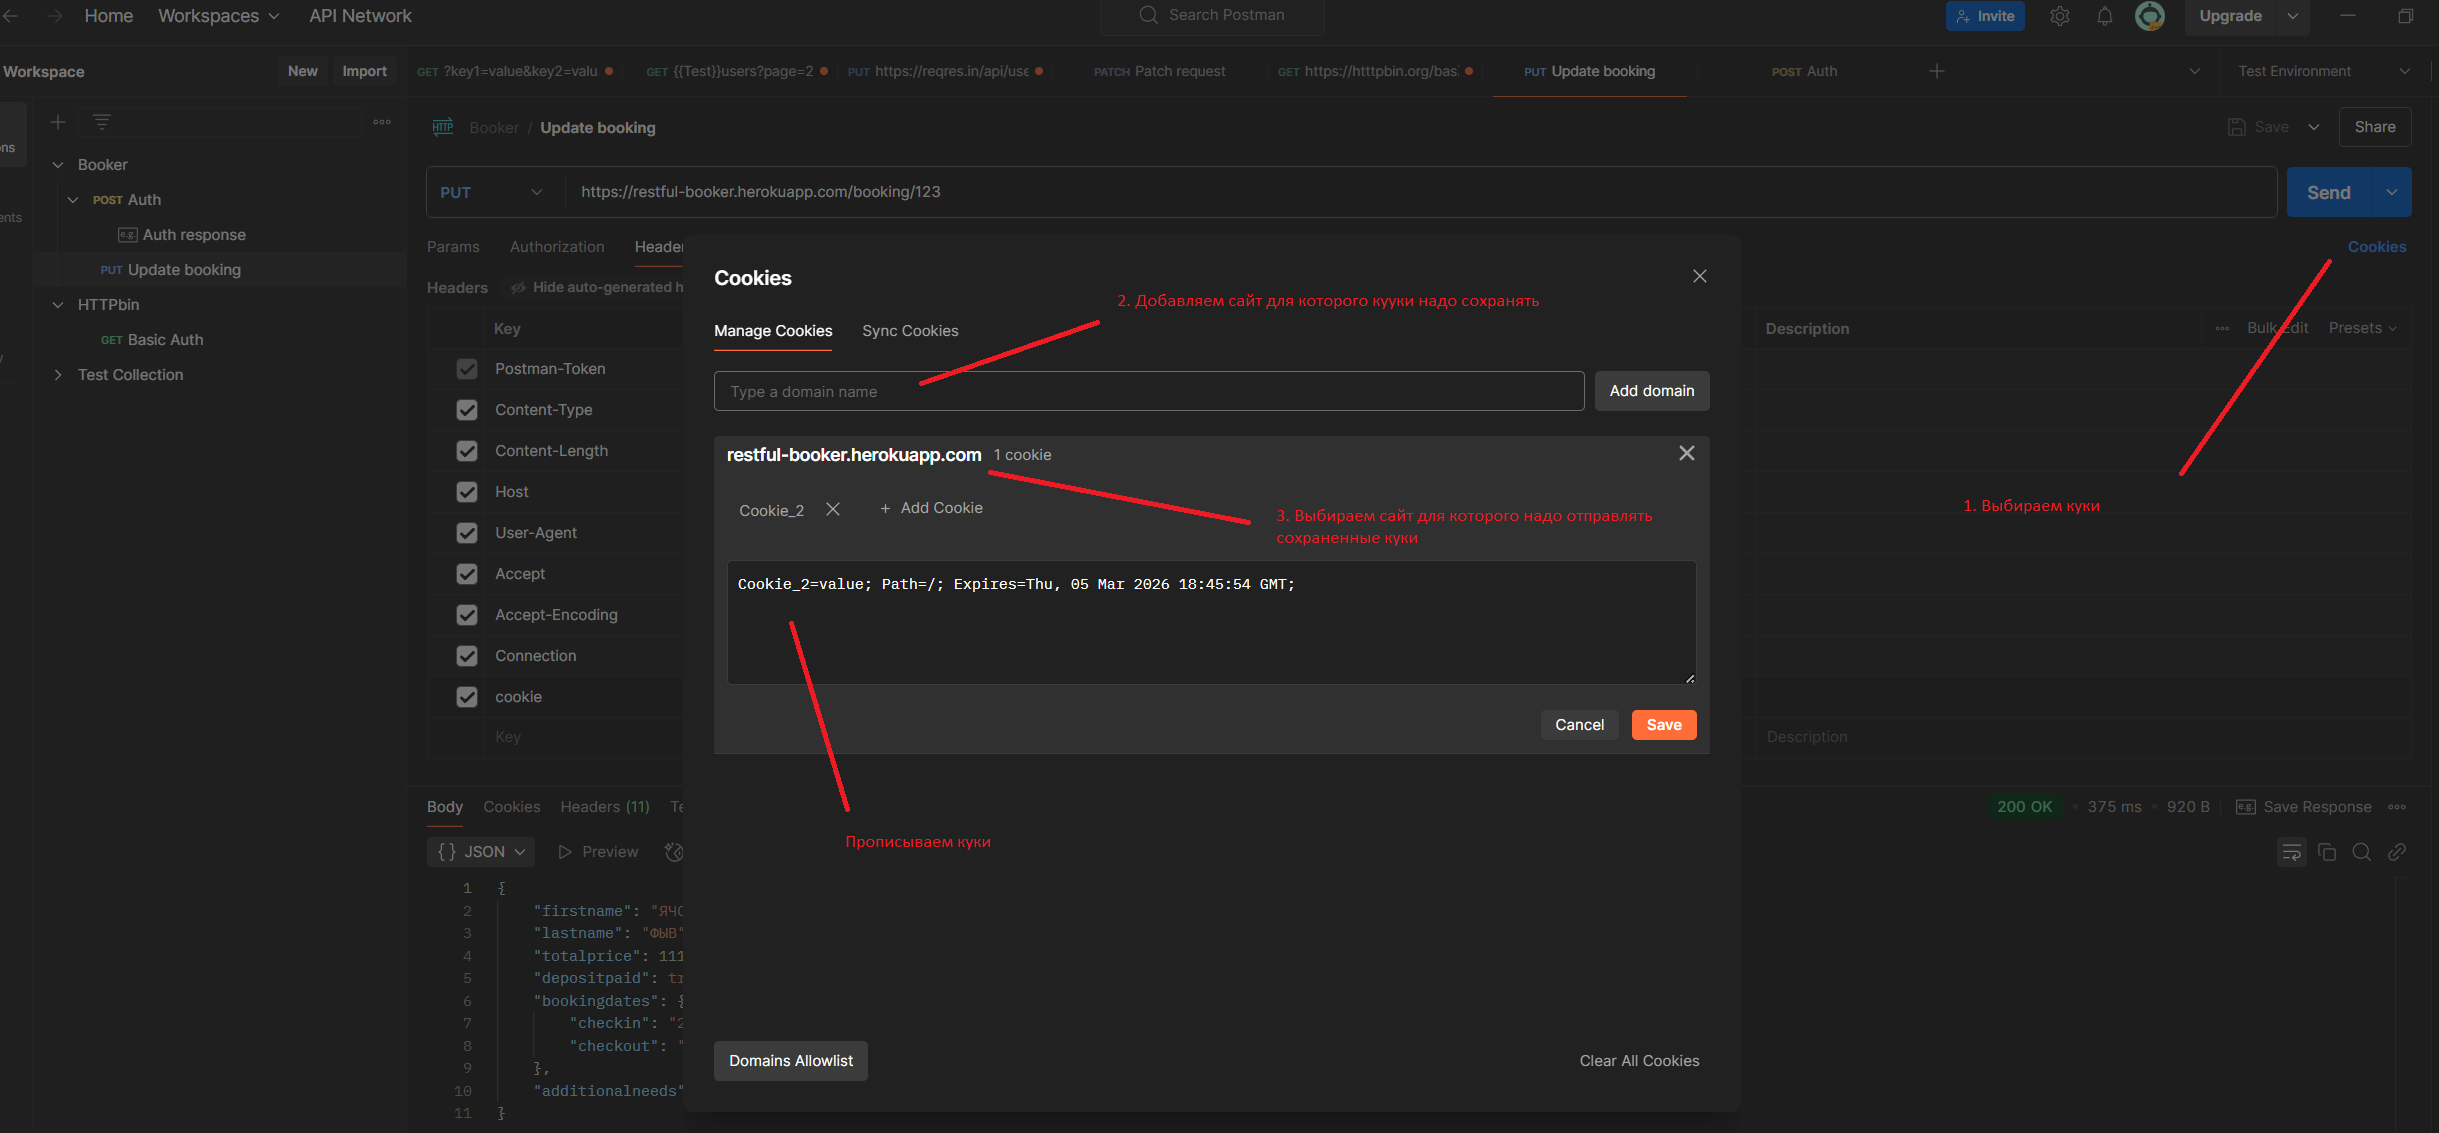 Home Workspaces API Network Search Postman Invite Upgrade
Workspace New Import GET ?key1=value&key2=valu GET {{Test}}users?page=2 PUT https://reqres.in/api/use PATCH Patch request GET https://htttpbin.org/bas PUT Update booking POST Auth Test Environment
ons
ents
Booker
POST Auth
e.g. Auth response
PUT Update booking
HTTPbin
GET Basic Auth
Test Collection
HTTP Booker / Update booking Save Share
PUT https://restful-booker.herokuapp.com/booking/123 Send
Params Authorization Header Cookies
Headers Hide auto-generated h
Key Description Bulk Edit Presets
Postman-Token
Content-Type
Content-Length
Host
User-Agent
Accept
Accept-Encoding
Connection
cookie
Key Description
Cookies
2. Добавляем сайт для которого кууки надо сохранять
Manage Cookies Sync Cookies
Type a domain name Add domain
restful-booker.herokuapp.com 1 cookie
Cookie_2 + Add Cookie
3. Выбираем сайт для которого надо отправлять
сохраненные куки
1. Выбираем куки
Cookie_2=value; Path=/; Expires=Thu, 05 Mar 2026 18:45:54 GMT;
Cancel Save
Прописываем куки
Domains Allowlist Clear All Cookies
Body Cookies Headers (11) Te 200 OK 375 ms 920 B e.g. Save Response
{} JSON Preview
1 {
2 "firstname": "ЯЧС
3 "lastname": "ФЫВ"
4 "totalprice": 111
5 "depositpaid": tr
6 "bookingdates": {
7 "checkin": "2
8 "checkout": "
9 },
10 "additionalneeds"
11 }